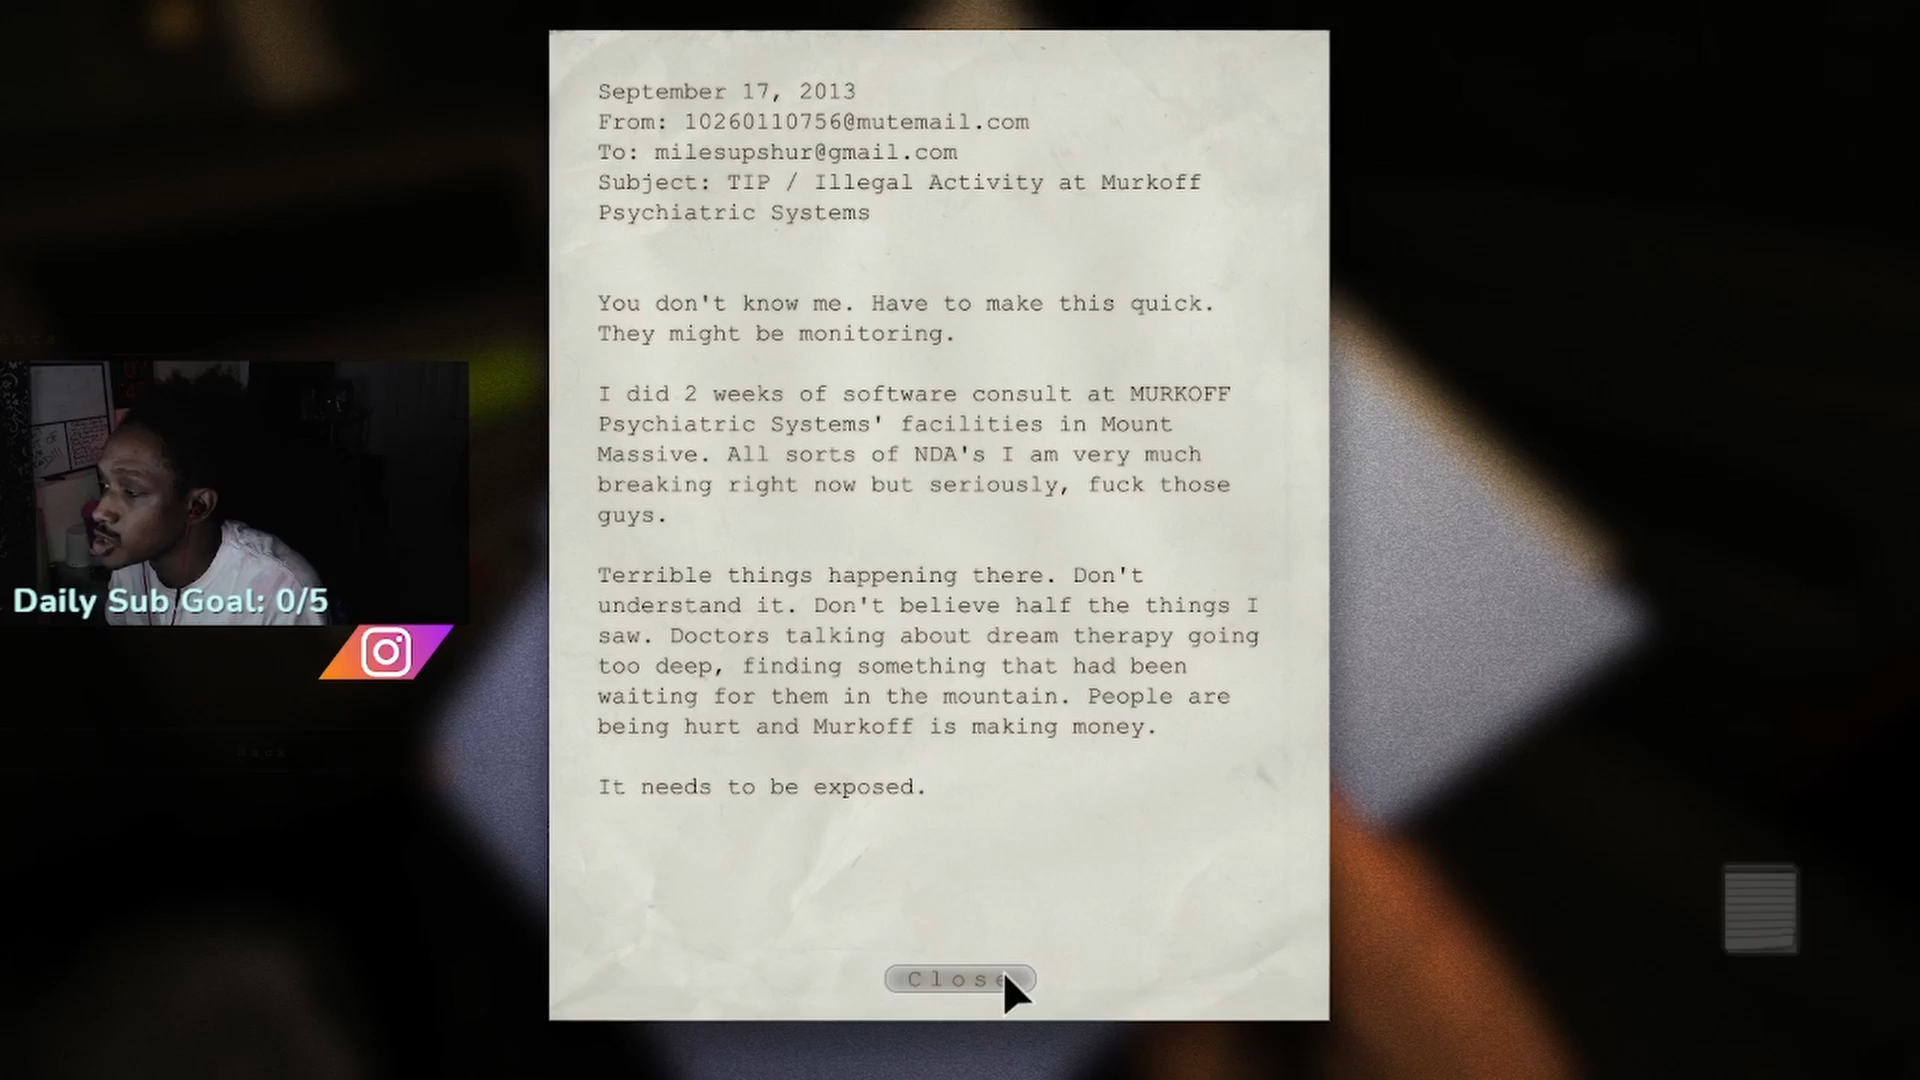 September 17, 2013
From: 10260110756@mutemail.com
To: milesupshur@gmail.com
Subject: TIP / Illegal Activity at Murkoff
Psychiatric Systems
You don't know me. Have to make this quick.
They might be monitoring.
I did 2 weeks of software consult at MURKOFF
Psychiatric Systems' facilities in Mount
Massive. All sorts of NDA's I am very much
breaking right now but seriously, fuck those
guys.
Terrible things happening there. Don't
understand it. Don't believe half the things I
saw. Doctors talking about dream therapy going
too deep, finding something that had been
waiting for them in the mountain. People are
being hurt and Murkoff is making money.
It needs to be exposed.
Close
Daily Sub Goal: 0/5
Back